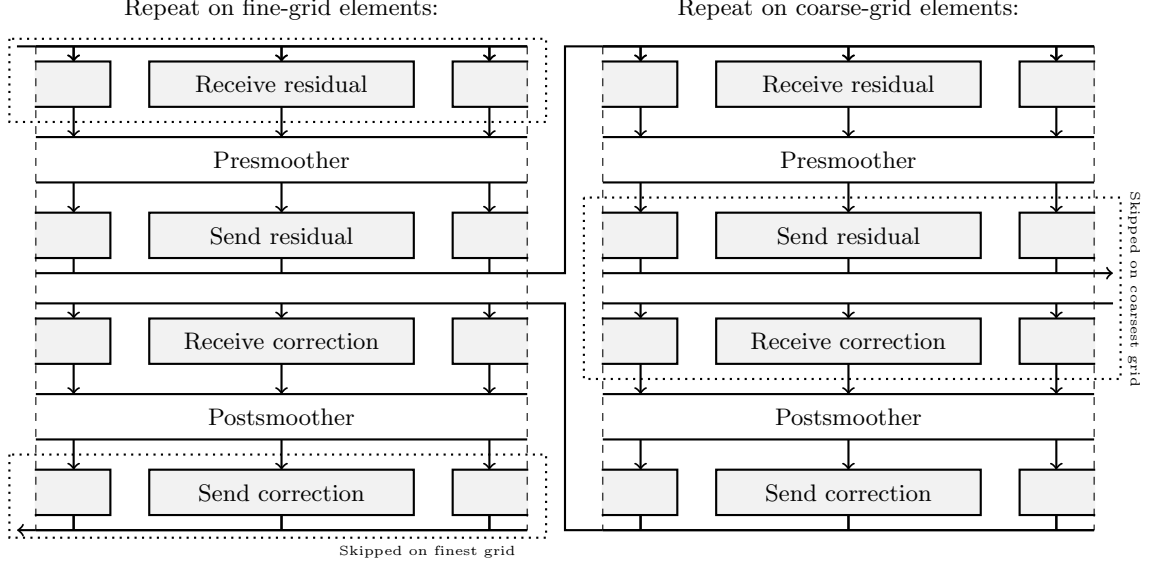 Repeat on fine-grid elements:
Receive residual
Presmoother
Send residual
Receive correction
Postsmoother
Send correction
Skipped on finest grid
Repeat on coarse-grid elements:
Receive residual
Presmoother
Send residual
Receive correction
Postsmoother
Send correction
Skipped on coarsest grid